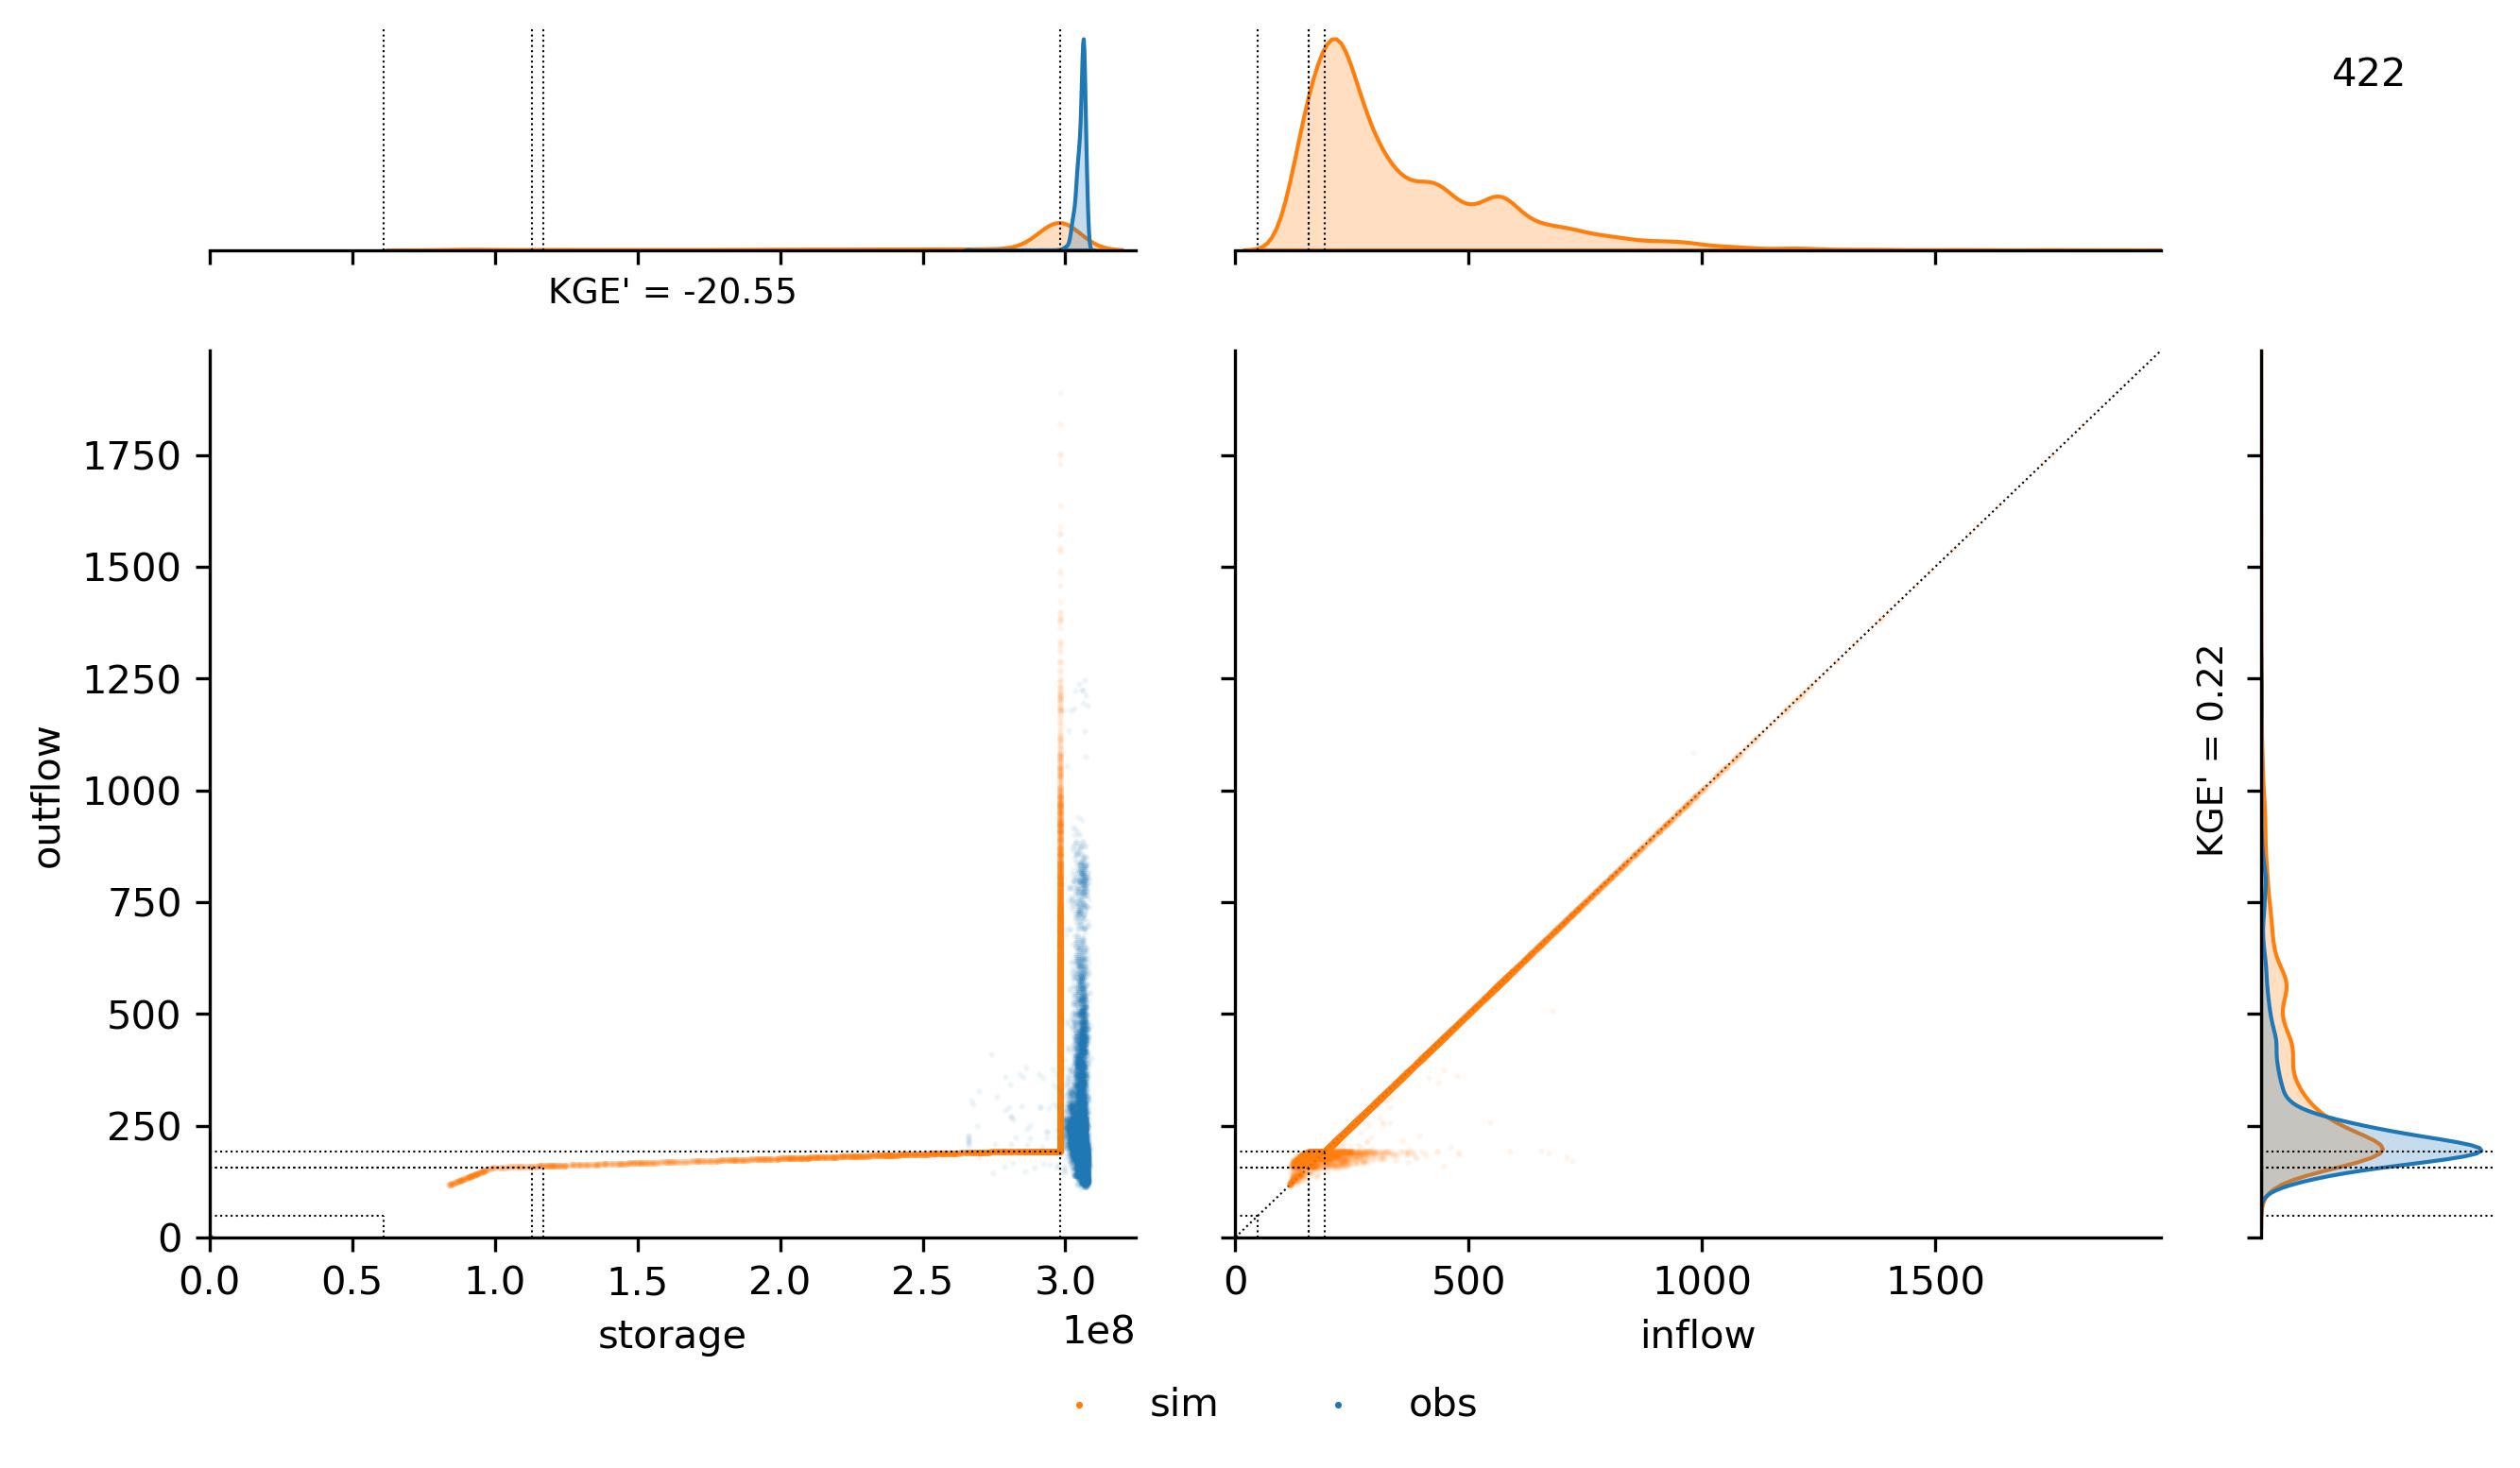 422
KGE' = -20.55
1750
1500
1250
1000
750
500
250
0
outflow
KGE' = 0.22
0.0 0.5 1.0 1.5 2.0 2.5 3.0
1e8
storage
0 500 1000 1500
inflow
sim obs